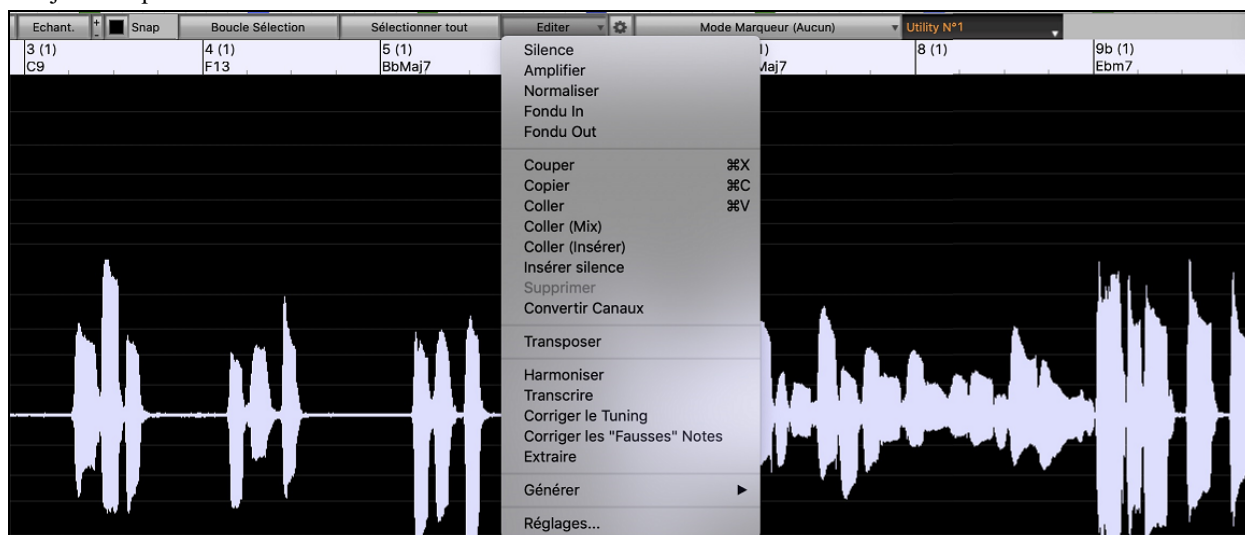 Echant. + - Snap Boucle Sélection Sélectionner tout Editer Mode Marqueur (Aucun) Utility N°1
3 (1) 4 (1) 5 (1) 8 (1) 9b (1)
C9 F13 BbMaj7 Maj7 Ebm7
Silence
Amplifier
Normaliser
Fondu In
Fondu Out
Couper ⌘X
Copier ⌘C
Coller ⌘V
Coller (Mix)
Coller (Insérer)
Insérer silence
Supprimer
Convertir Canaux
Transposer
Harmoniser
Transcrire
Corriger le Tuning
Corriger les "Fausses" Notes
Extraire
Générer
Réglages...